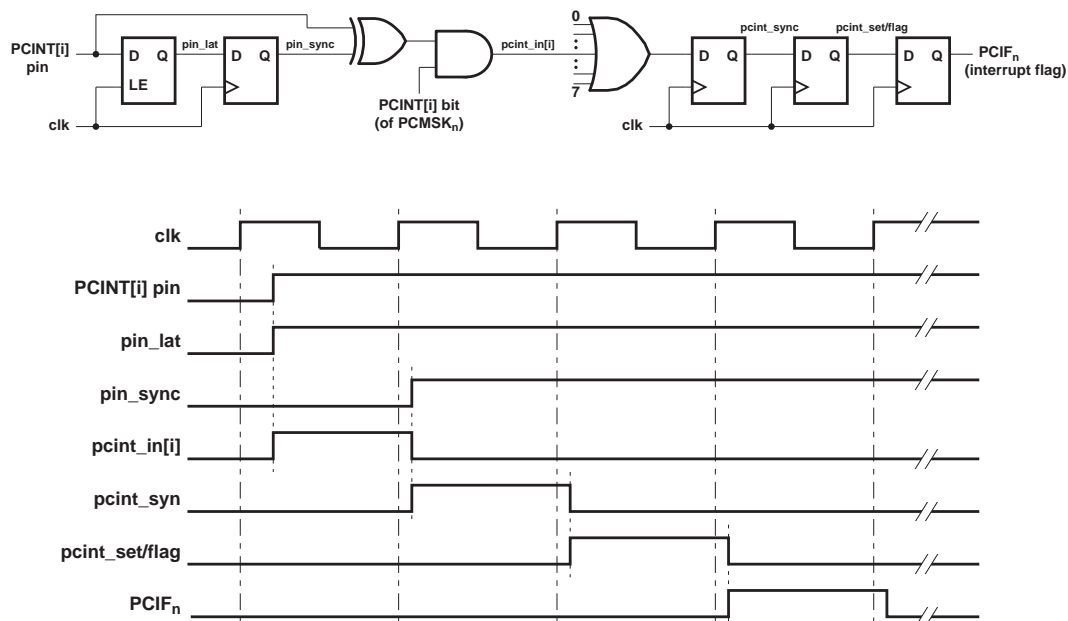 PCINT[i]
pin
D Q
LE
clk
pin_lat
D Q
pin_sync
PCINT[i] bit
(of PCMSKn)
pcint_in[i]
0
7
clk
D Q
pcint_sync
D Q
pcint_set/flag
D Q
PCIFn
(interrupt flag)
clk
PCINT[i] pin
pin_lat
pin_sync
pcint_in[i]
pcint_syn
pcint_set/flag
PCIFn